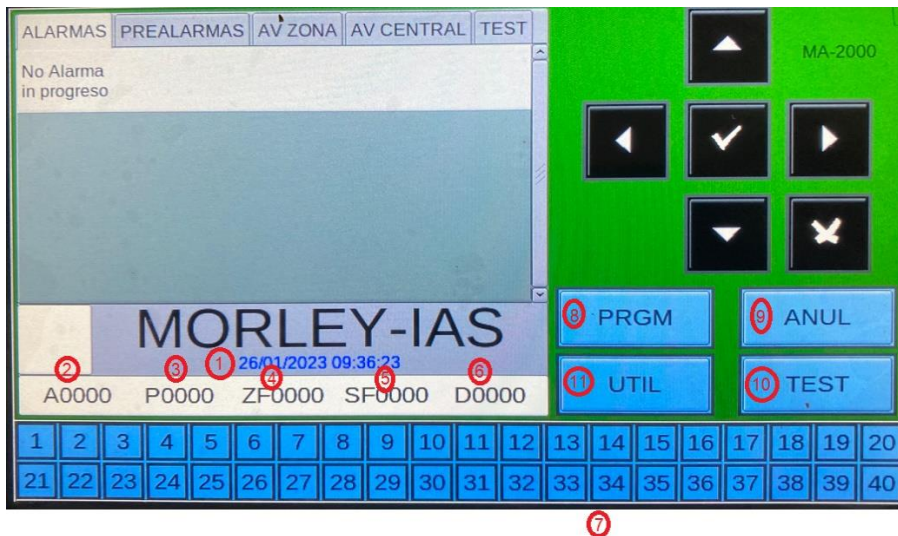 ALARMAS PREALARMAS AV ZONA AV CENTRAL TEST
No Alarma
in progreso
MA-2000
MORLEY-IAS
1 26/01/2023 09:36:23
2 3 4 5 6
A0000 P0000 ZF0000 SF0000 D0000
8 PRGM 9 ANUL
11 UTIL 10 TEST
1 2 3 4 5 6 7 8 9 10 11 12 13 14 15 16 17 18 19 20
21 22 23 24 25 26 27 28 29 30 31 32 33 34 35 36 37 38 39 40
7